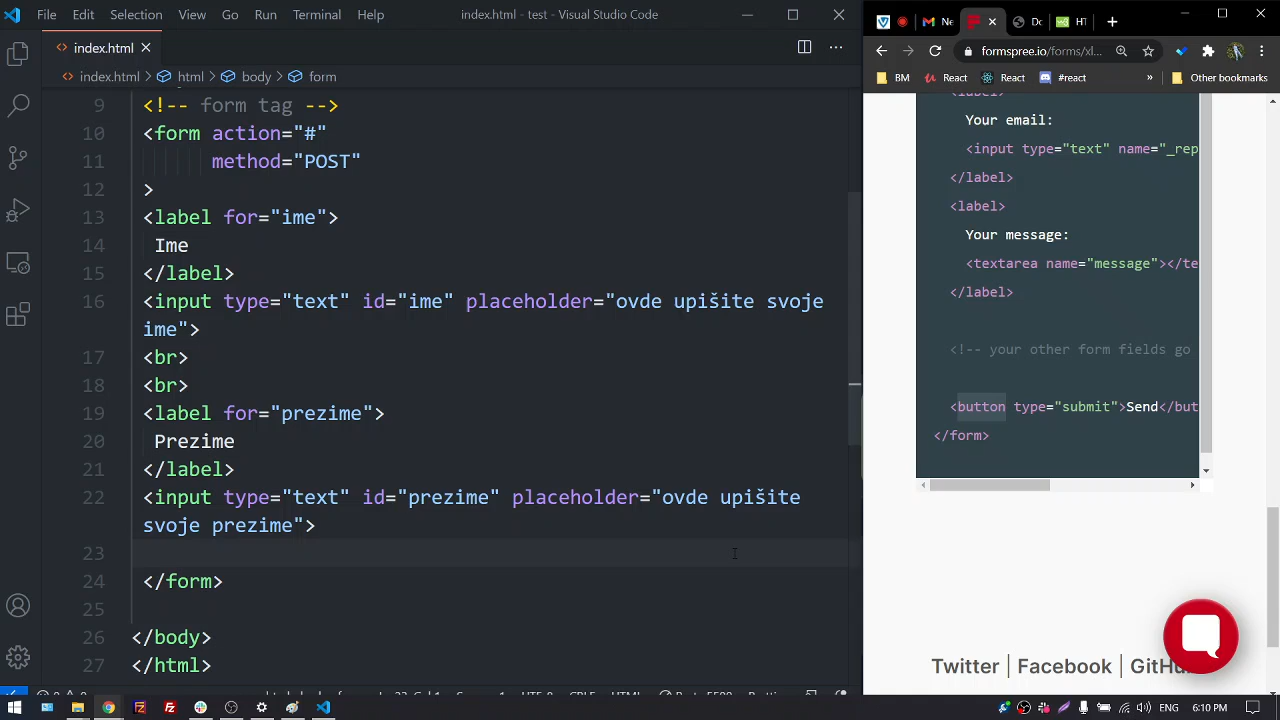 File Edit Selection View Go Run Terminal Help index.html - test - Visual Studio Code
index.html
index.html > html > body > form
9 <!-- form tag -->
10 <form action="#"
11 method="POST"
12 >
13 <label for="ime">
14 Ime
15 </label>
16 <input type="text" id="ime" placeholder="ovde upišite svoje
ime">
17 <br>
18 <br>
19 <label for="prezime">
20 Prezime
21 </label>
22 <input type="text" id="prezime" placeholder="ovde upišite
svoje prezime">
23
24 </form>
25
26 </body>
27 </html>
Ne
HT
formspree.io/forms/xl...
BM React React #react » Other bookmarks
<label>
Your email:
<input type="text" name="_rep
</label>
<label>
Your message:
<textarea name="message"></te
</label>
<!-- your other form fields go
<button type="submit">Send</but
</form>
Twitter | Facebook | GitHu
6:10 PM